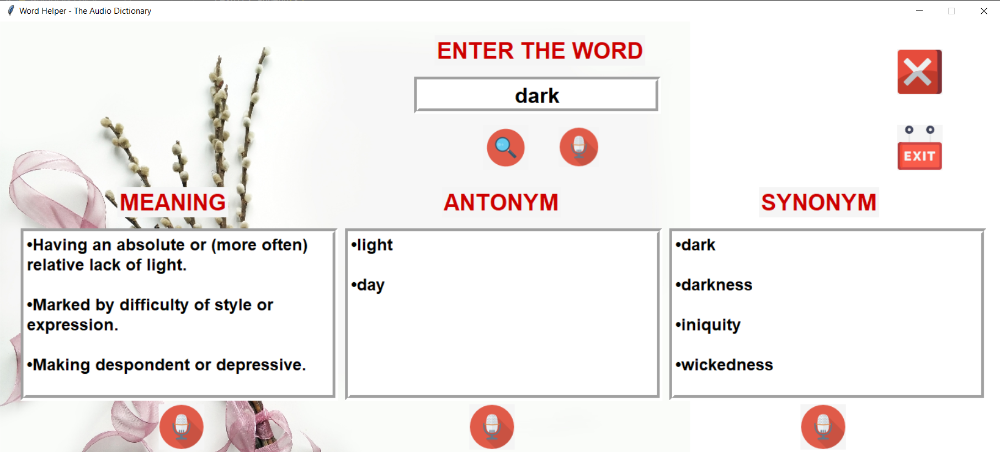 Word Helper - The Audio Dictionary
ENTER THE WORD
dark
EXIT
MEANING
•Having an absolute or (more often)
relative lack of light.
•Marked by difficulty of style or
expression.
•Making despondent or depressive.
ANTONYM
•light
•day
SYNONYM
•dark
•darkness
•iniquity
•wickedness